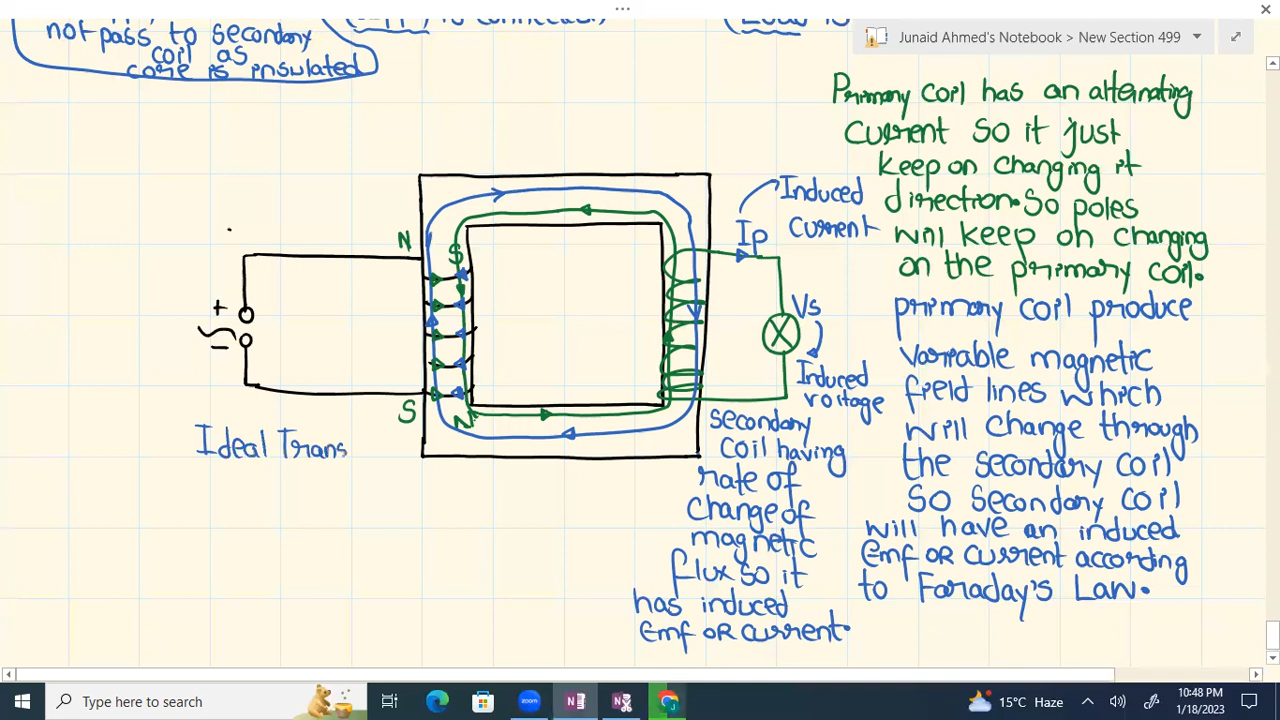 not pass to secondary
coil as
core is insulated
Junaid Ahmed's Notebook > New Section 499
Primary coil has an alternating
current so it just
keep on changing it
direction. So poles
will keep on changing
on the primary coil.
primary coil produce
variable magnetic
field lines which
will change through
the secondary coil
So secondary coil
will have an induced
Emf OR current according
to Faraday's Law.
Induced
current
Ip
N
S
+
–
Vs
Induced
voltage
S
N
Ideal Trans
secondary
coil having
rate of
change of
magnetic
flux so it
has induced
Emf OR current.
Type here to search
zoom
15°C Haze
10:48 PM
1/18/2023